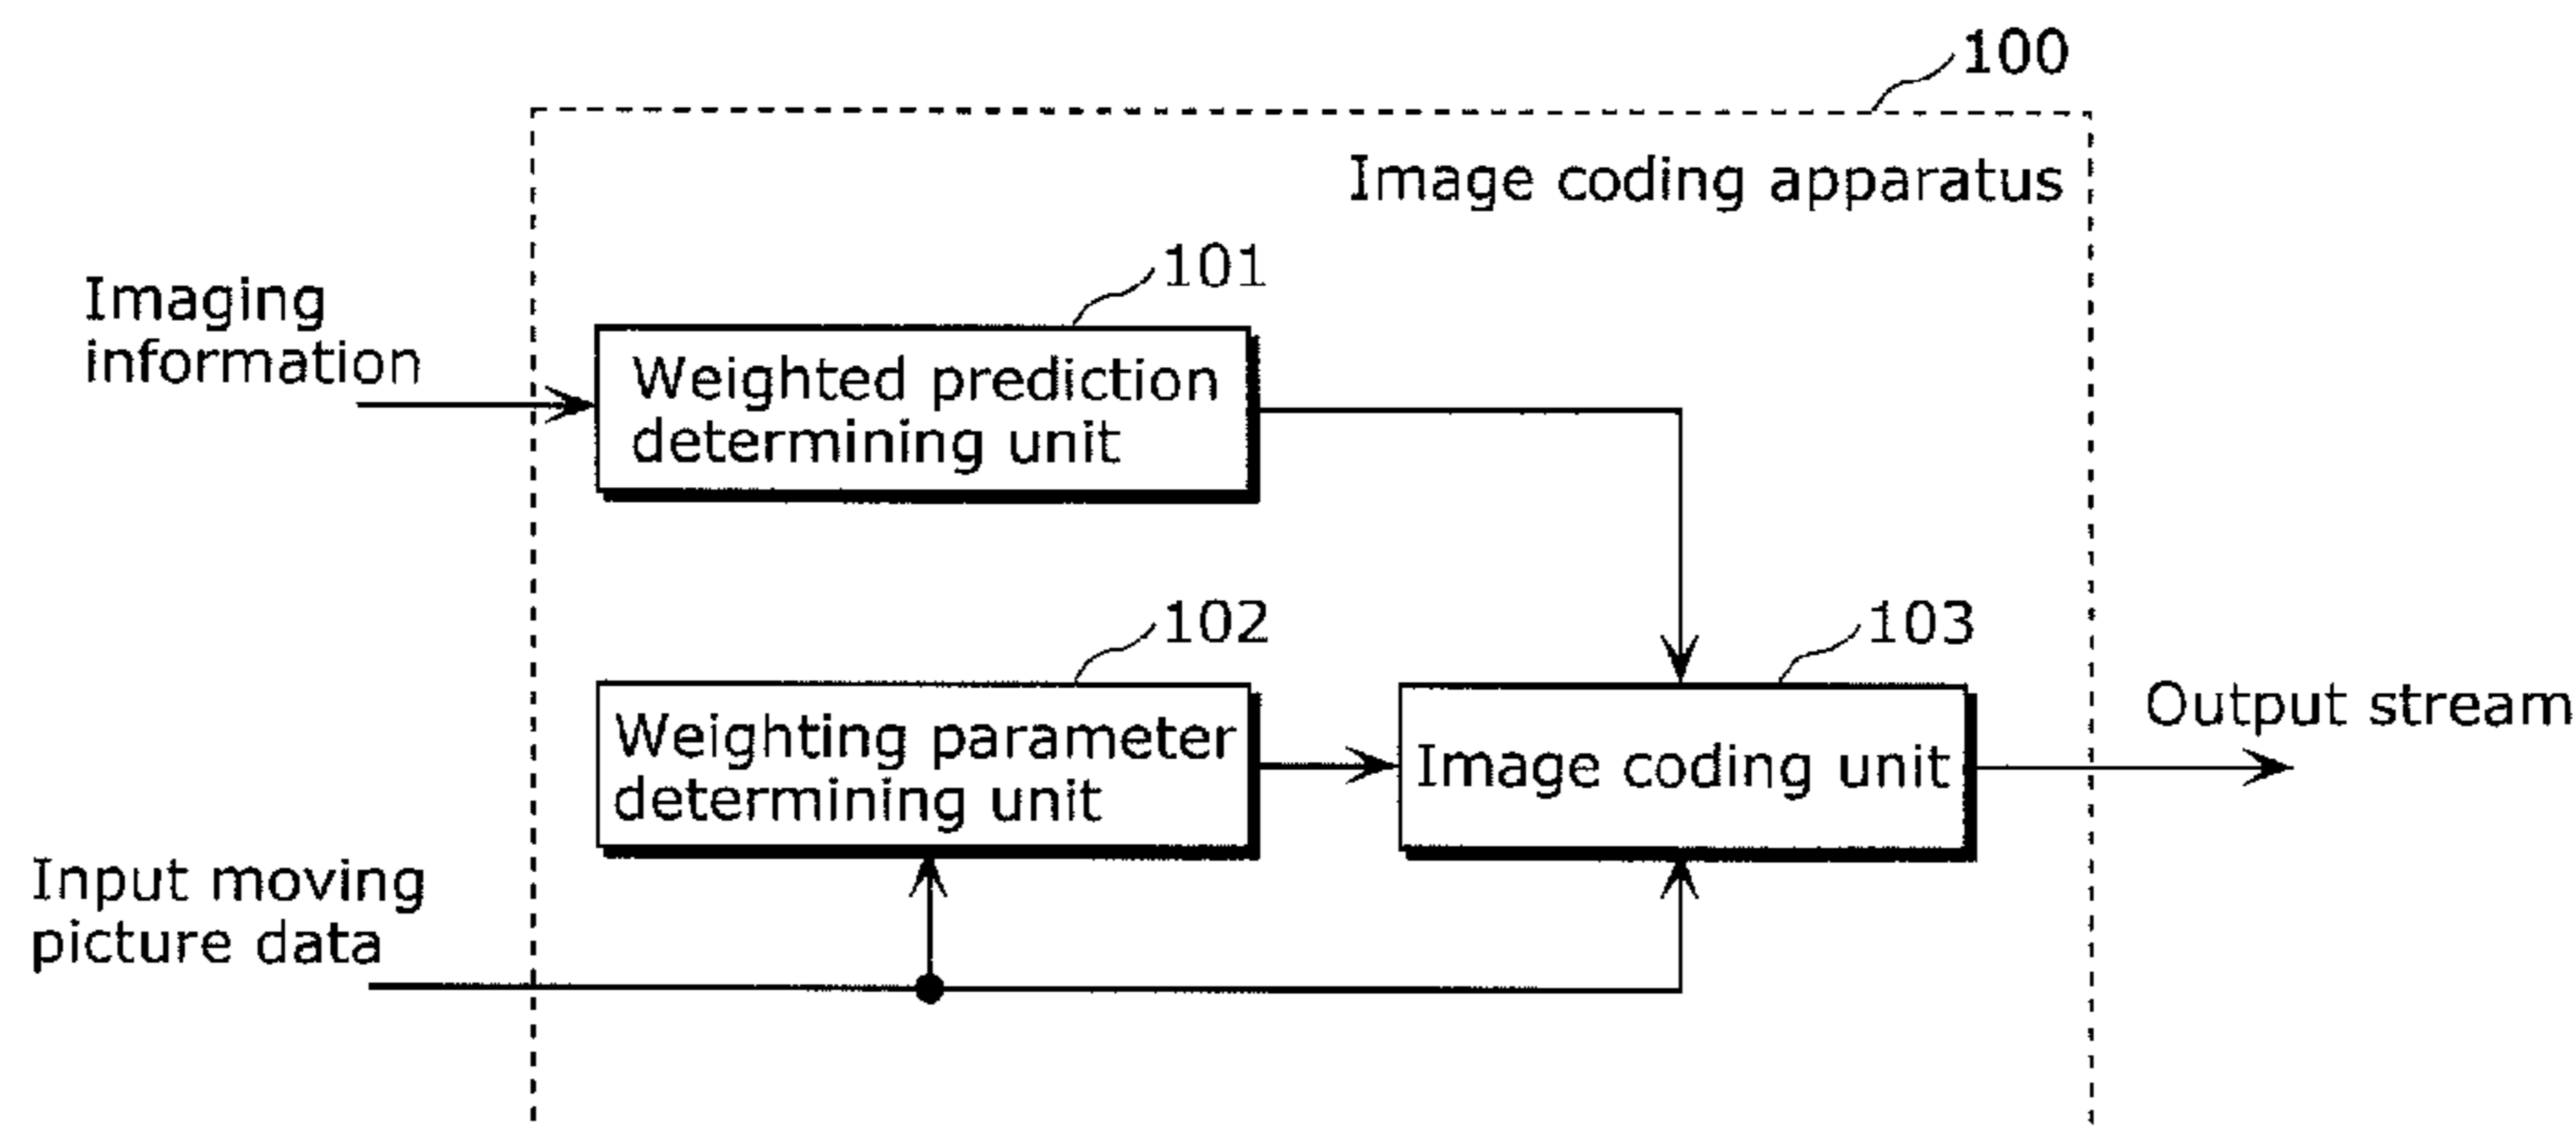 100
Image coding apparatus
101
Imaging
information
Weighted prediction
determining unit
102
103
Weighting parameter
determining unit
Image coding unit
Output stream
Input moving
picture data